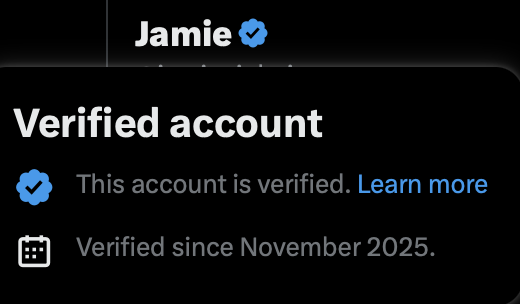 Jamie
Verified account
This account is verified. Learn more
Verified since November 2025.